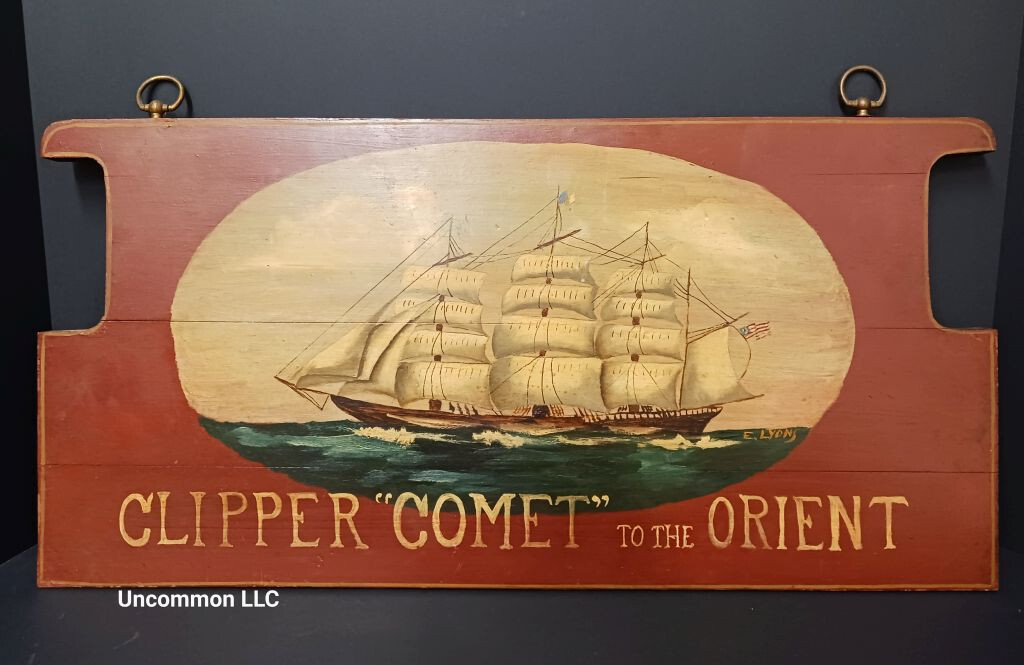 E. LYONS
CLIPPER “COMET” TO THE ORIENT
Uncommon LLC